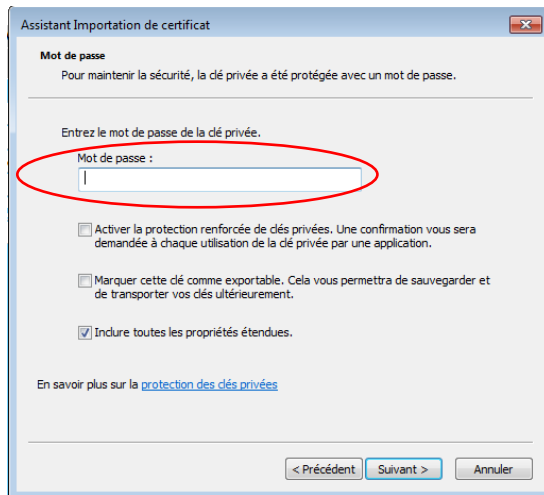 Assistant Importation de certificat
Mot de passe
Pour maintenir la sécurité, la clé privée a été protégée avec un mot de passe.
Entrez le mot de passe de la clé privée.
Mot de passe :
Activer la protection renforcée de clés privées. Une confirmation vous sera
demandée à chaque utilisation de la clé privée par une application.
Marquer cette clé comme exportable. Cela vous permettra de sauvegarder et
de transporter vos clés ultérieurement.
Inclure toutes les propriétés étendues.
En savoir plus sur la protection des clés privées
< Précédent
Suivant >
Annuler